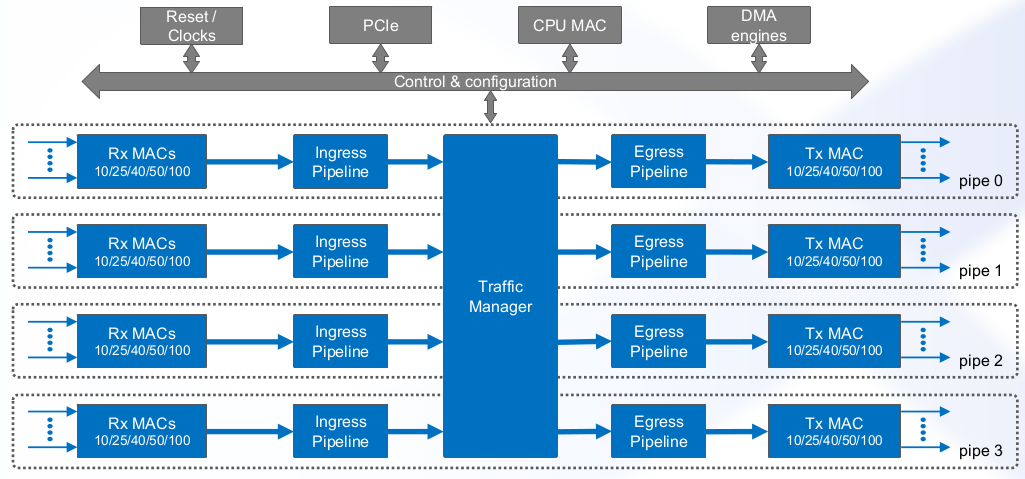 Reset /
Clocks
PCIe
CPU MAC
DMA
engines
Control & configuration
Rx MACs
10/25/40/50/100
Ingress
Pipeline
Egress
Pipeline
Tx MAC
10/25/40/50/100
pipe 0
Rx MACs
10/25/40/50/100
Ingress
Pipeline
Egress
Pipeline
Tx MAC
10/25/40/50/100
pipe 1
Traffic
Manager
Rx MACs
10/25/40/50/100
Ingress
Pipeline
Egress
Pipeline
Tx MAC
10/25/40/50/100
pipe 2
Rx MACs
10/25/40/50/100
Ingress
Pipeline
Egress
Pipeline
Tx MAC
10/25/40/50/100
pipe 3